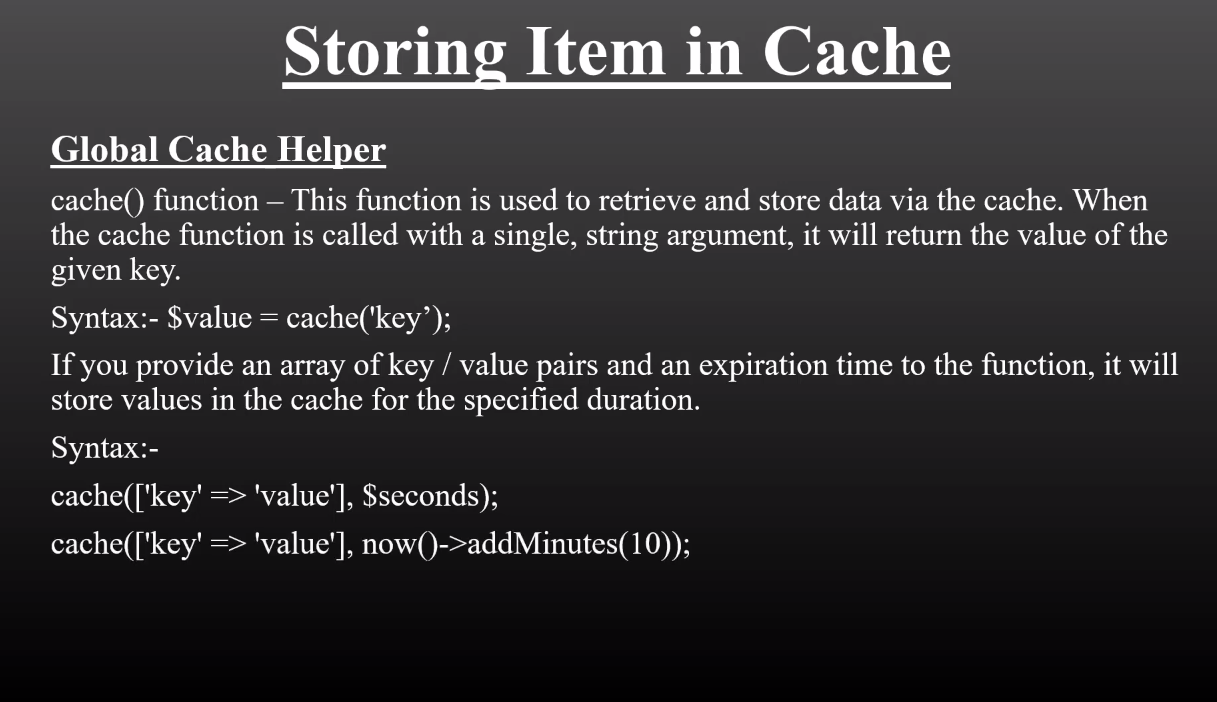 Storing Item in Cache
Global Cache Helper
cache() function – This function is used to retrieve and store data via the cache. When
the cache function is called with a single, string argument, it will return the value of the
given key.
Syntax:- $value = cache('key’);
If you provide an array of key / value pairs and an expiration time to the function, it will
store values in the cache for the specified duration.
Syntax:-
cache(['key' => 'value'], $seconds);
cache(['key' => 'value'], now()->addMinutes(10));